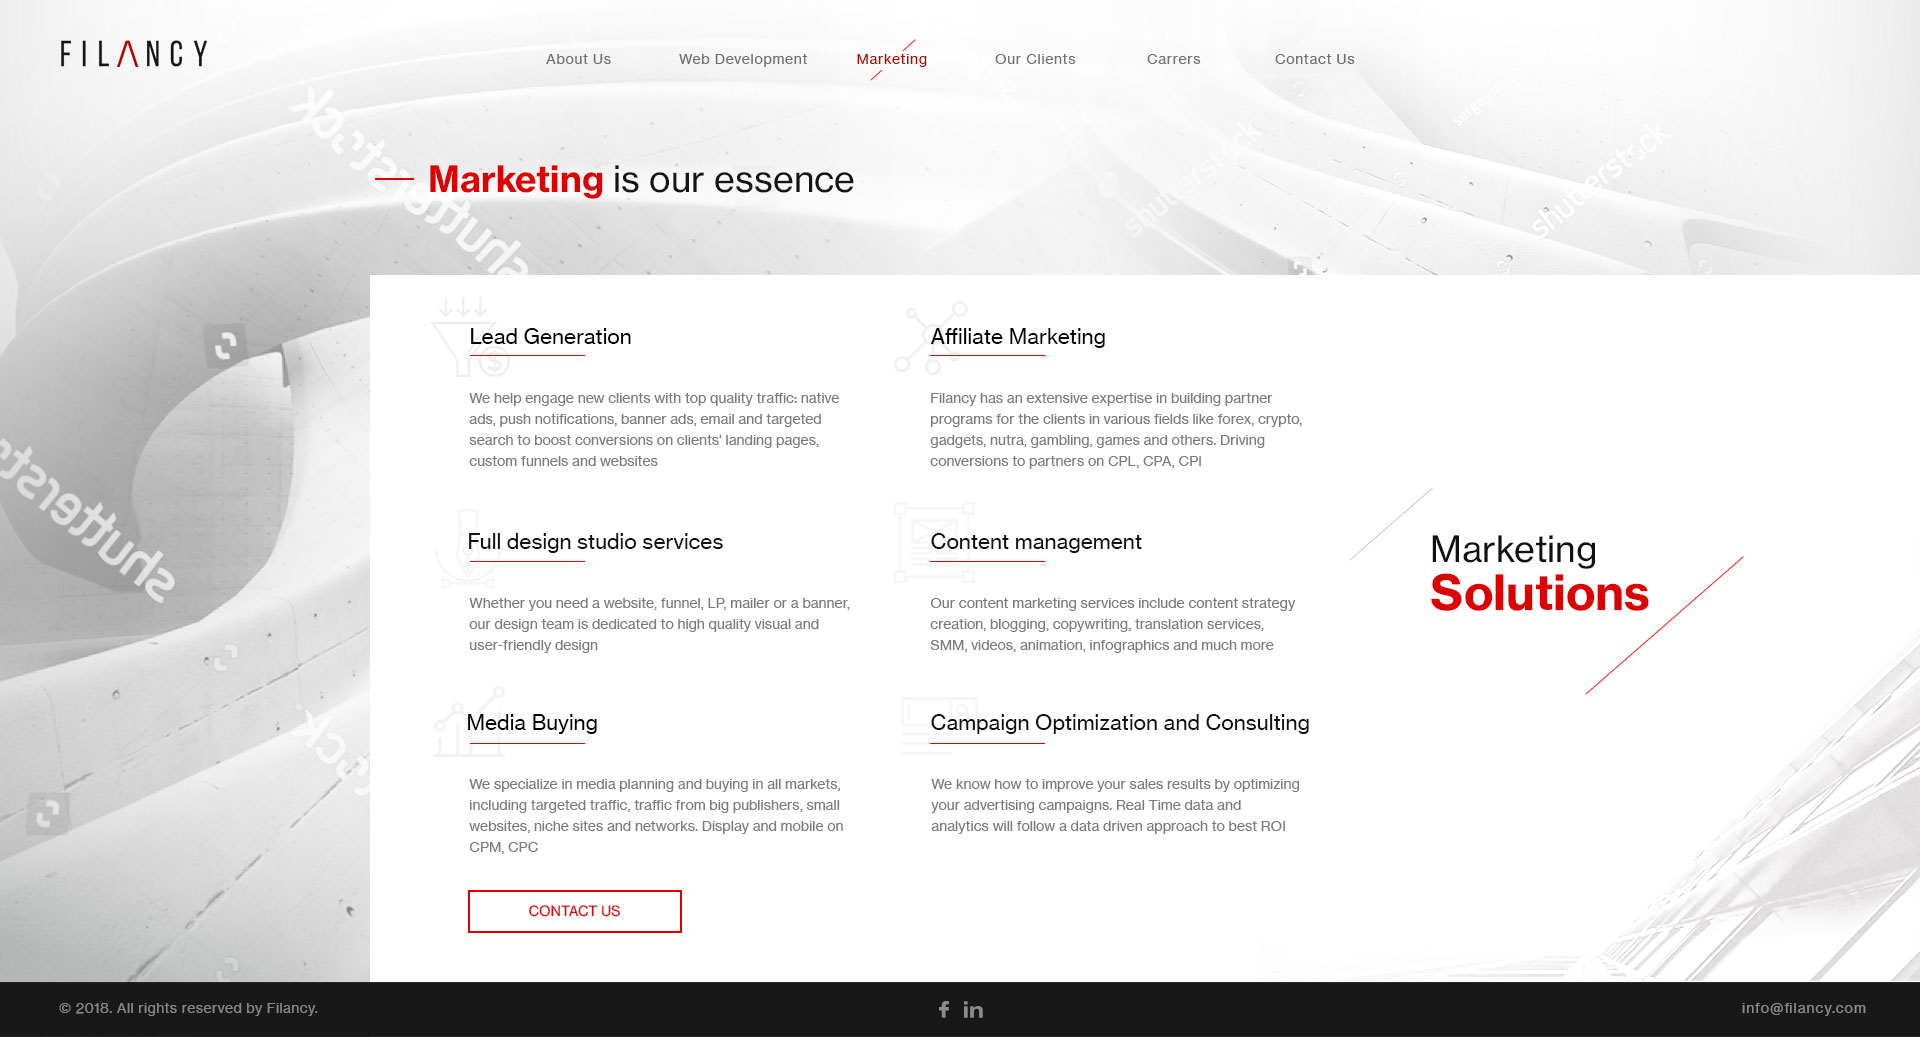 FILANCY
About Us
Web Development
Marketing
Our Clients
Carrers
Contact Us
Marketing is our essence
Lead Generation
We help engage new clients with top quality traffic: native
ads, push notifications, banner ads, email and targeted
search to boost conversions on clients' landing pages,
custom funnels and websites
Affiliate Marketing
Filancy has an extensive expertise in building partner
programs for the clients in various fields like forex, crypto,
gadgets, nutra, gambling, games and others. Driving
conversions to partners on CPL, CPA, CPI
Full design studio services
Whether you need a website, funnel, LP, mailer or a banner,
our design team is dedicated to high quality visual and
user-friendly design
Content management
Our content marketing services include content strategy
creation, blogging, copywriting, translation services,
SMM, videos, animation, infographics and much more
Media Buying
We specialize in media planning and buying in all markets,
including targeted traffic, traffic from big publishers, small
websites, niche sites and networks. Display and mobile on
CPM, CPC
Campaign Optimization and Consulting
We know how to improve your sales results by optimizing
your advertising campaigns. Real Time data and
analytics will follow a data driven approach to best ROI
CONTACT US
Marketing
Solutions
shutterstock
shutterstock
shutterstock
shutterstock
© 2018. All rights reserved by Filancy.
info@filancy.com